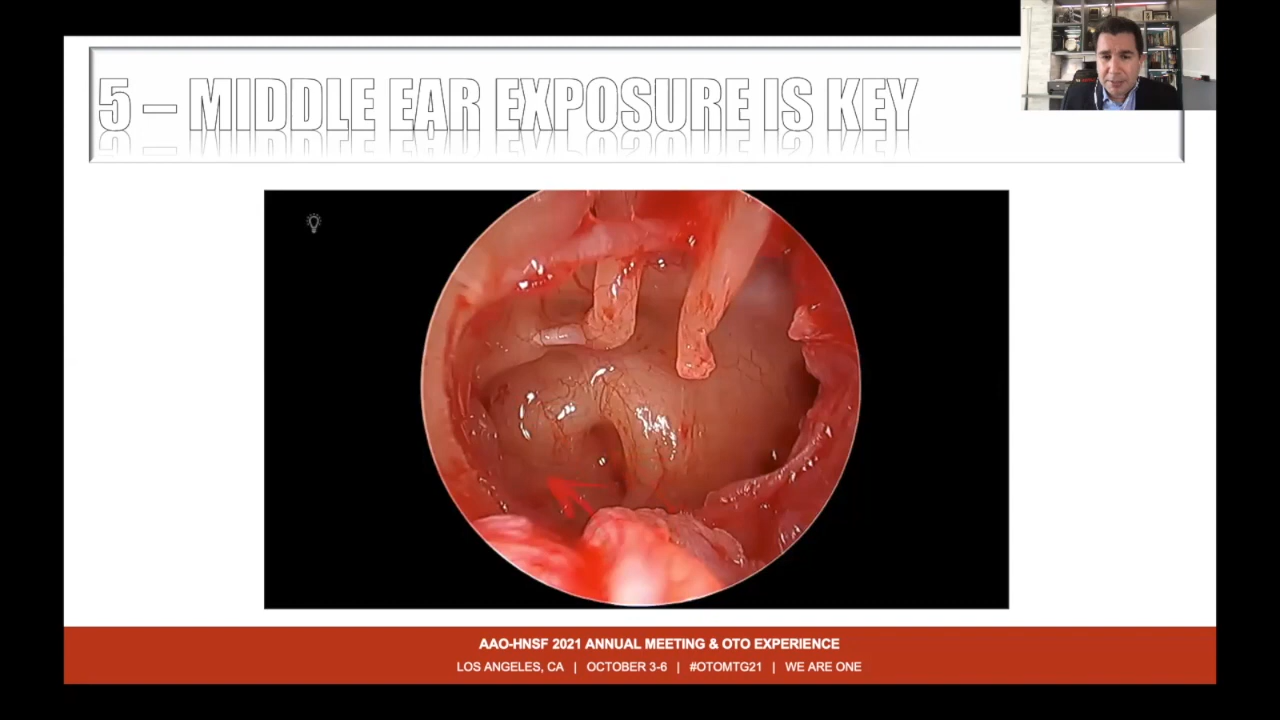 5 – MIDDLE EAR EXPOSURE IS KEY
AAO-HNSF 2021 ANNUAL MEETING & OTO EXPERIENCE
LOS ANGELES, CA | OCTOBER 3-6 | #OTOMTG21 | WE ARE ONE